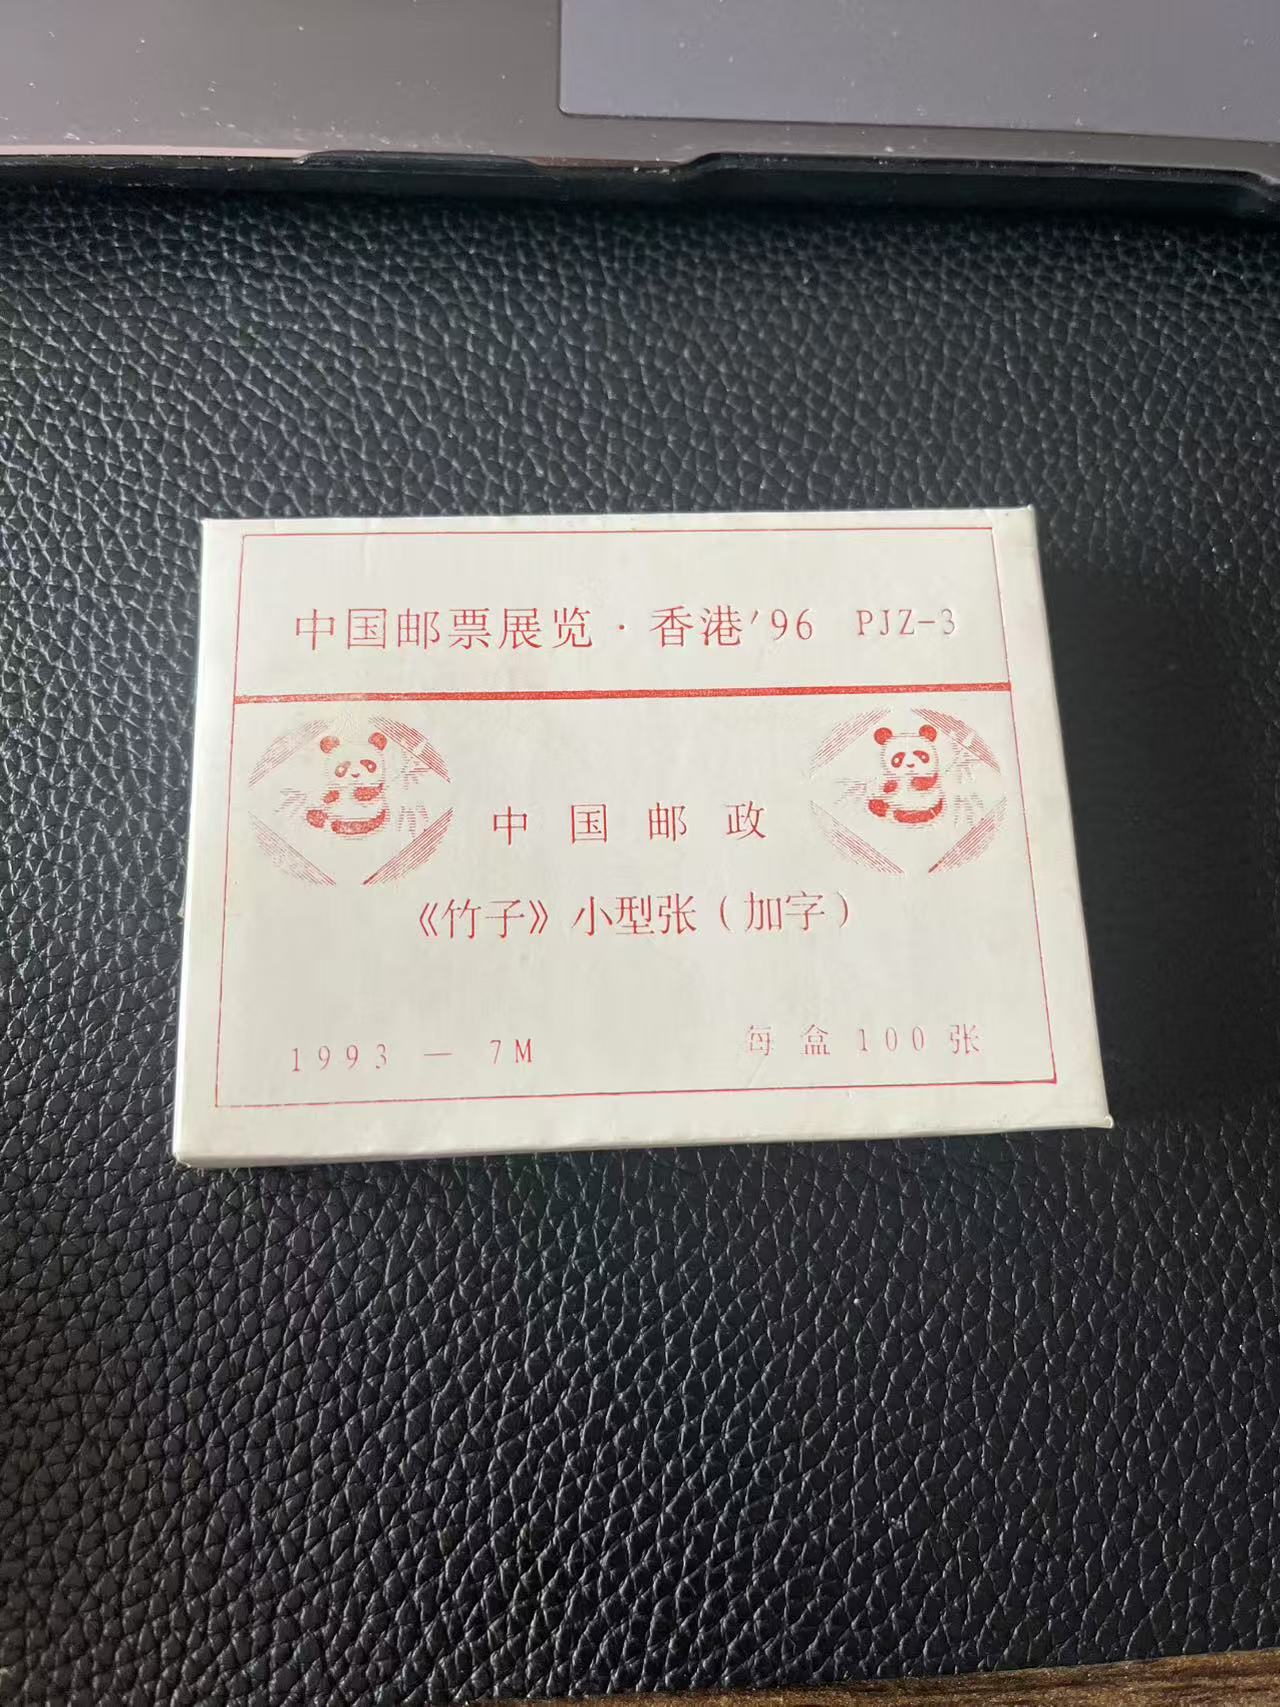 中国邮票展览·香港'96 PJZ-3
中国邮政
《竹子》小型张（加字）
1993 — 7M 每盒100张